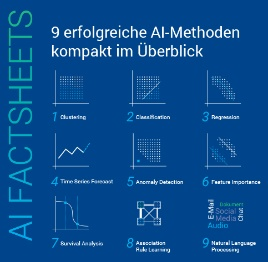 AI FACTSHEETS
9 erfolgreiche AI-Methoden
kompakt im Überblick
1 Clustering
2 Classification
3 Regression
4 Time Series Forecast
5 Anomaly Detection
6 Feature Importance
E-Mail
Dokument
Social
Media
Chat
Audio
7 Survival Analysis
8 Association
Rule Learning
9 Natural Language
Processing